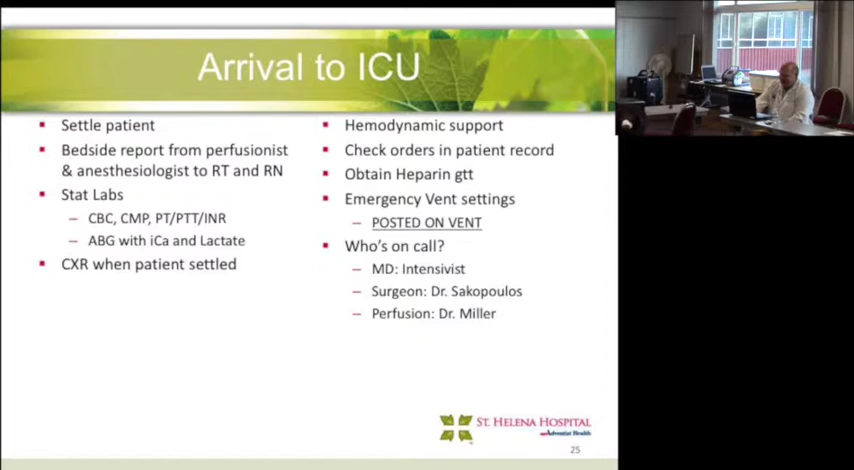 Arrival to ICU
Settle patient
Bedside report from perfusionist
& anesthesiologist to RT and RN
Stat Labs
– CBC, CMP, PT/PTT/INR
– ABG with iCa and Lactate
CXR when patient settled
Hemodynamic support
Check orders in patient record
Obtain Heparin gtt
Emergency Vent settings
– POSTED ON VENT
Who's on call?
– MD: Intensivist
– Surgeon: Dr. Sakopoulos
– Perfusion: Dr. Miller
ST. HELENA HOSPITAL
Adventist Health
25